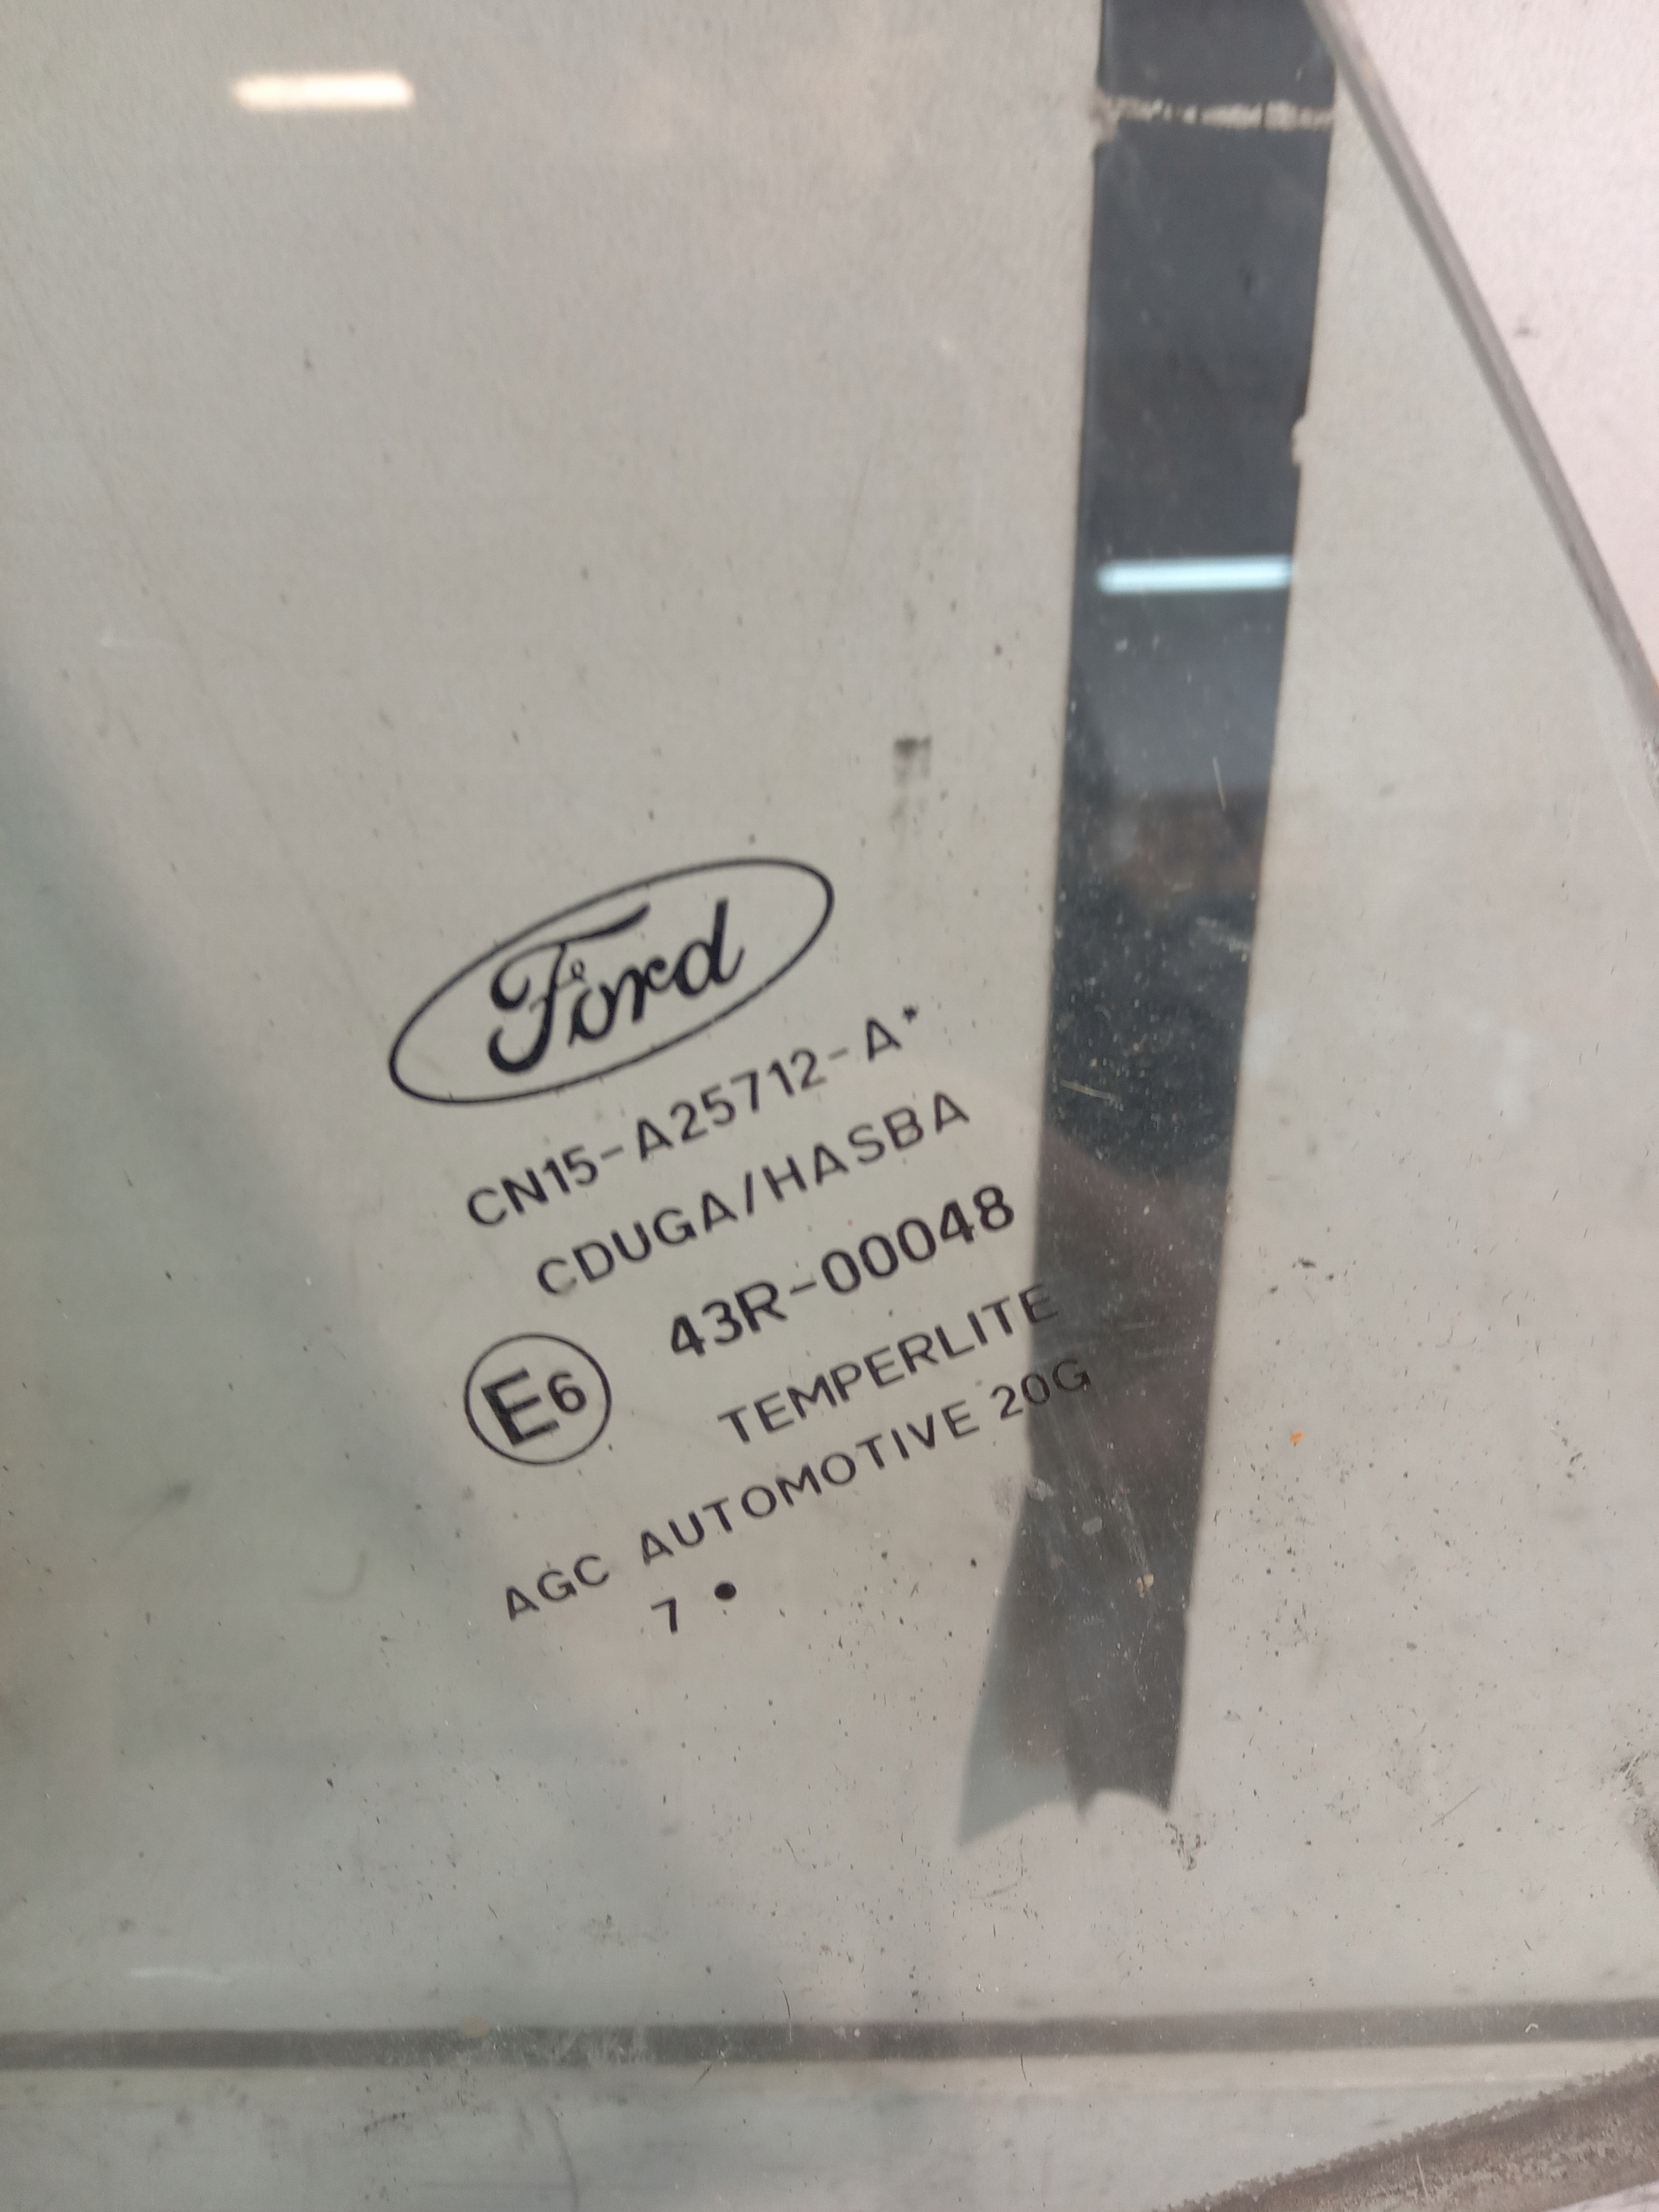 Ford
CN15-A25712-A*
CDUGA/HASBA
43R-00048
E6
TEMPERLITE
AGC AUTOMOTIVE 20G
7 •